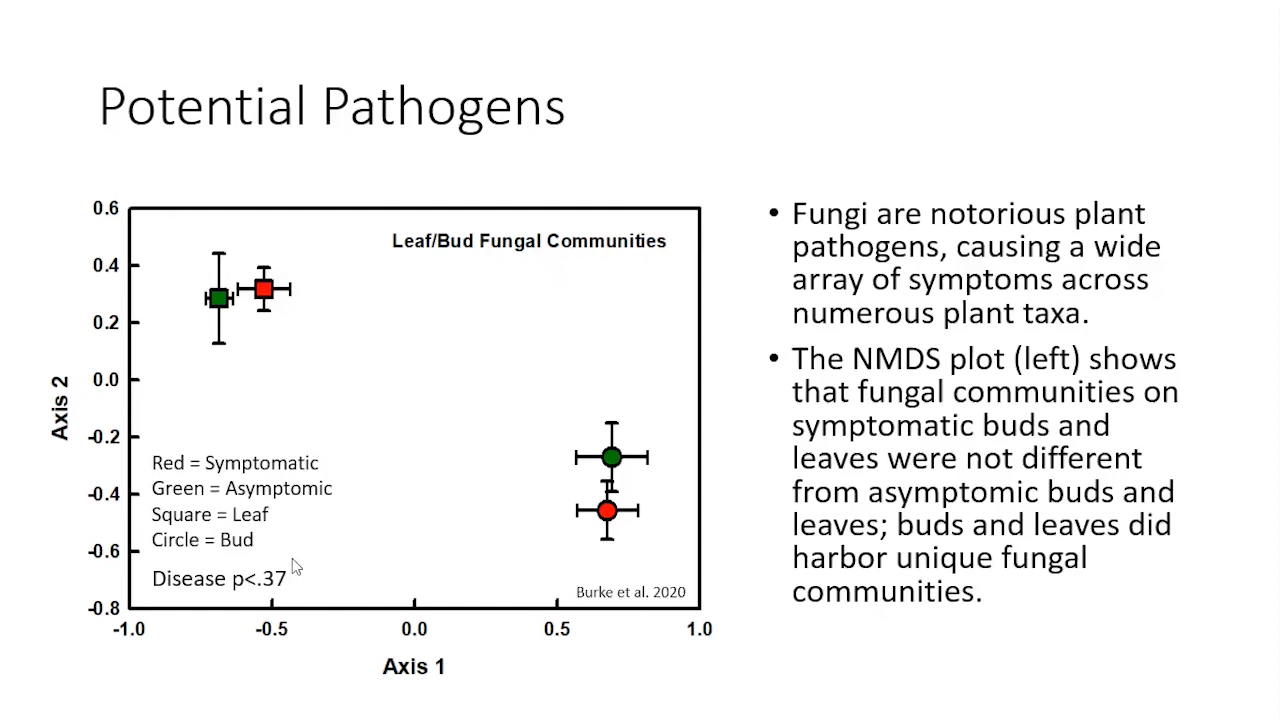 Potential Pathogens
Leaf/Bud Fungal Communities
0.6
0.4
0.2
0.0
-0.2
-0.4
-0.6
-0.8
Axis 2
Red = Symptomatic
Green = Asymptomic
Square = Leaf
Circle = Bud
Disease p<.37
Burke et al. 2020
-1.0
-0.5
0.0
0.5
1.0
Axis 1
• Fungi are notorious plant
pathogens, causing a wide
array of symptoms across
numerous plant taxa.
• The NMDS plot (left) shows
that fungal communities on
symptomatic buds and
leaves were not different
from asymptomic buds and
leaves; buds and leaves did
harbor unique fungal
communities.